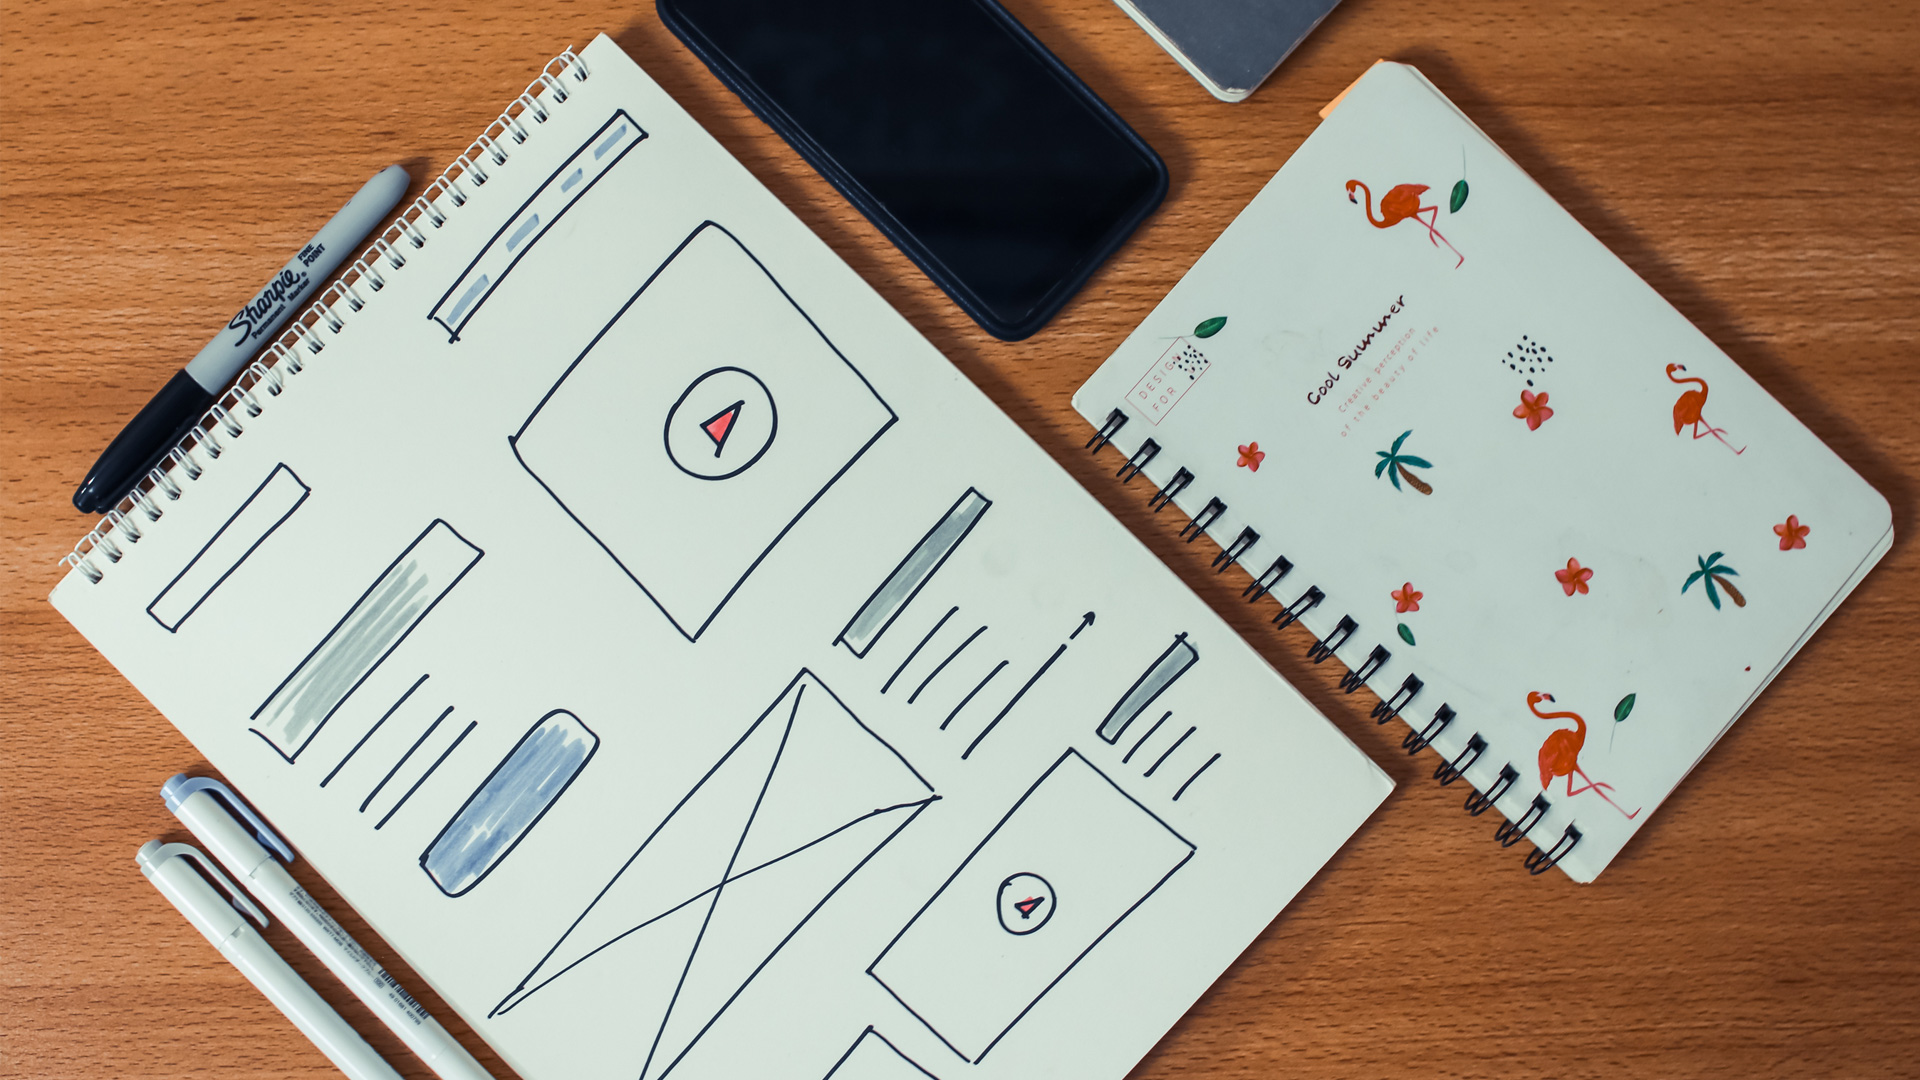 Sharpie
FINE
POINT
Permanent Marker
DESIGN
FOR
Cool Summer
Creative perception
of the beauty of life